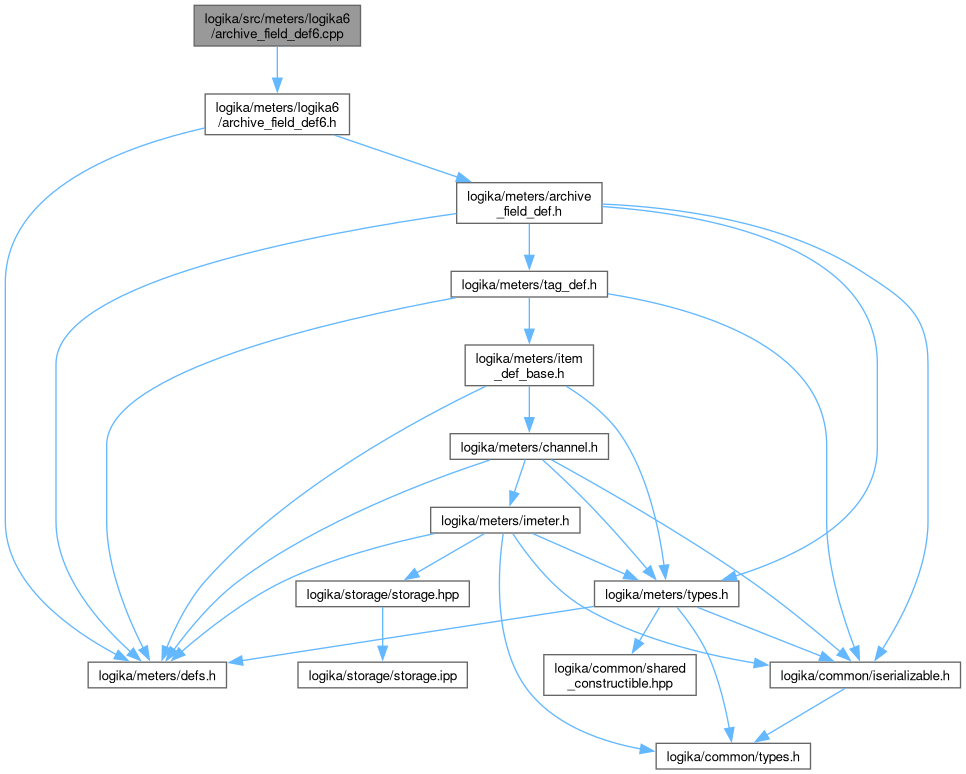 logika/src/meters/logika6
/archive_field_def6.cpp
logika/meters/logika6
/archive_field_def6.h
logika/meters/archive
_field_def.h
logika/meters/tag_def.h
logika/meters/item
_def_base.h
logika/meters/channel.h
logika/meters/imeter.h
logika/storage/storage.hpp
logika/meters/types.h
logika/meters/defs.h
logika/storage/storage.ipp
logika/common/shared
_constructible.hpp
logika/common/iserializable.h
logika/common/types.h